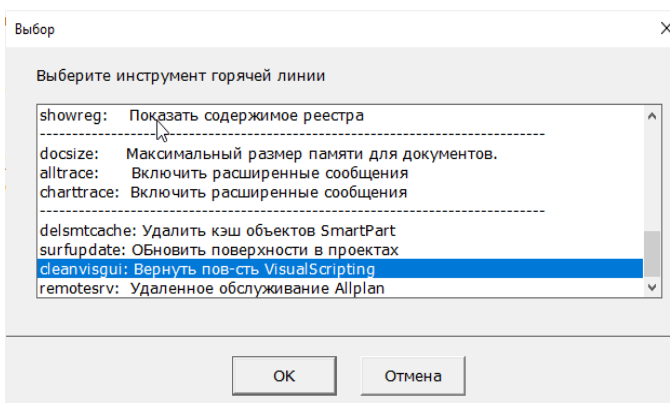 Выбор
Выберите инструмент горячей линии
showreg: Показать содержимое реестра
------------------------------------------------------------------------
docsize: Максимальный размер памяти для документов.
alltrace: Включить расширенные сообщения
charttrace: Включить расширенные сообщения
------------------------------------------------------------------------
delsmtcache: Удалить кэш объектов SmartPart
surfupdate: ОБновить поверхности в проектах
cleanvisgui: Вернуть пов-сть VisualScripting
remotesrv: Удаленное обслуживание Allplan
OK
Отмена